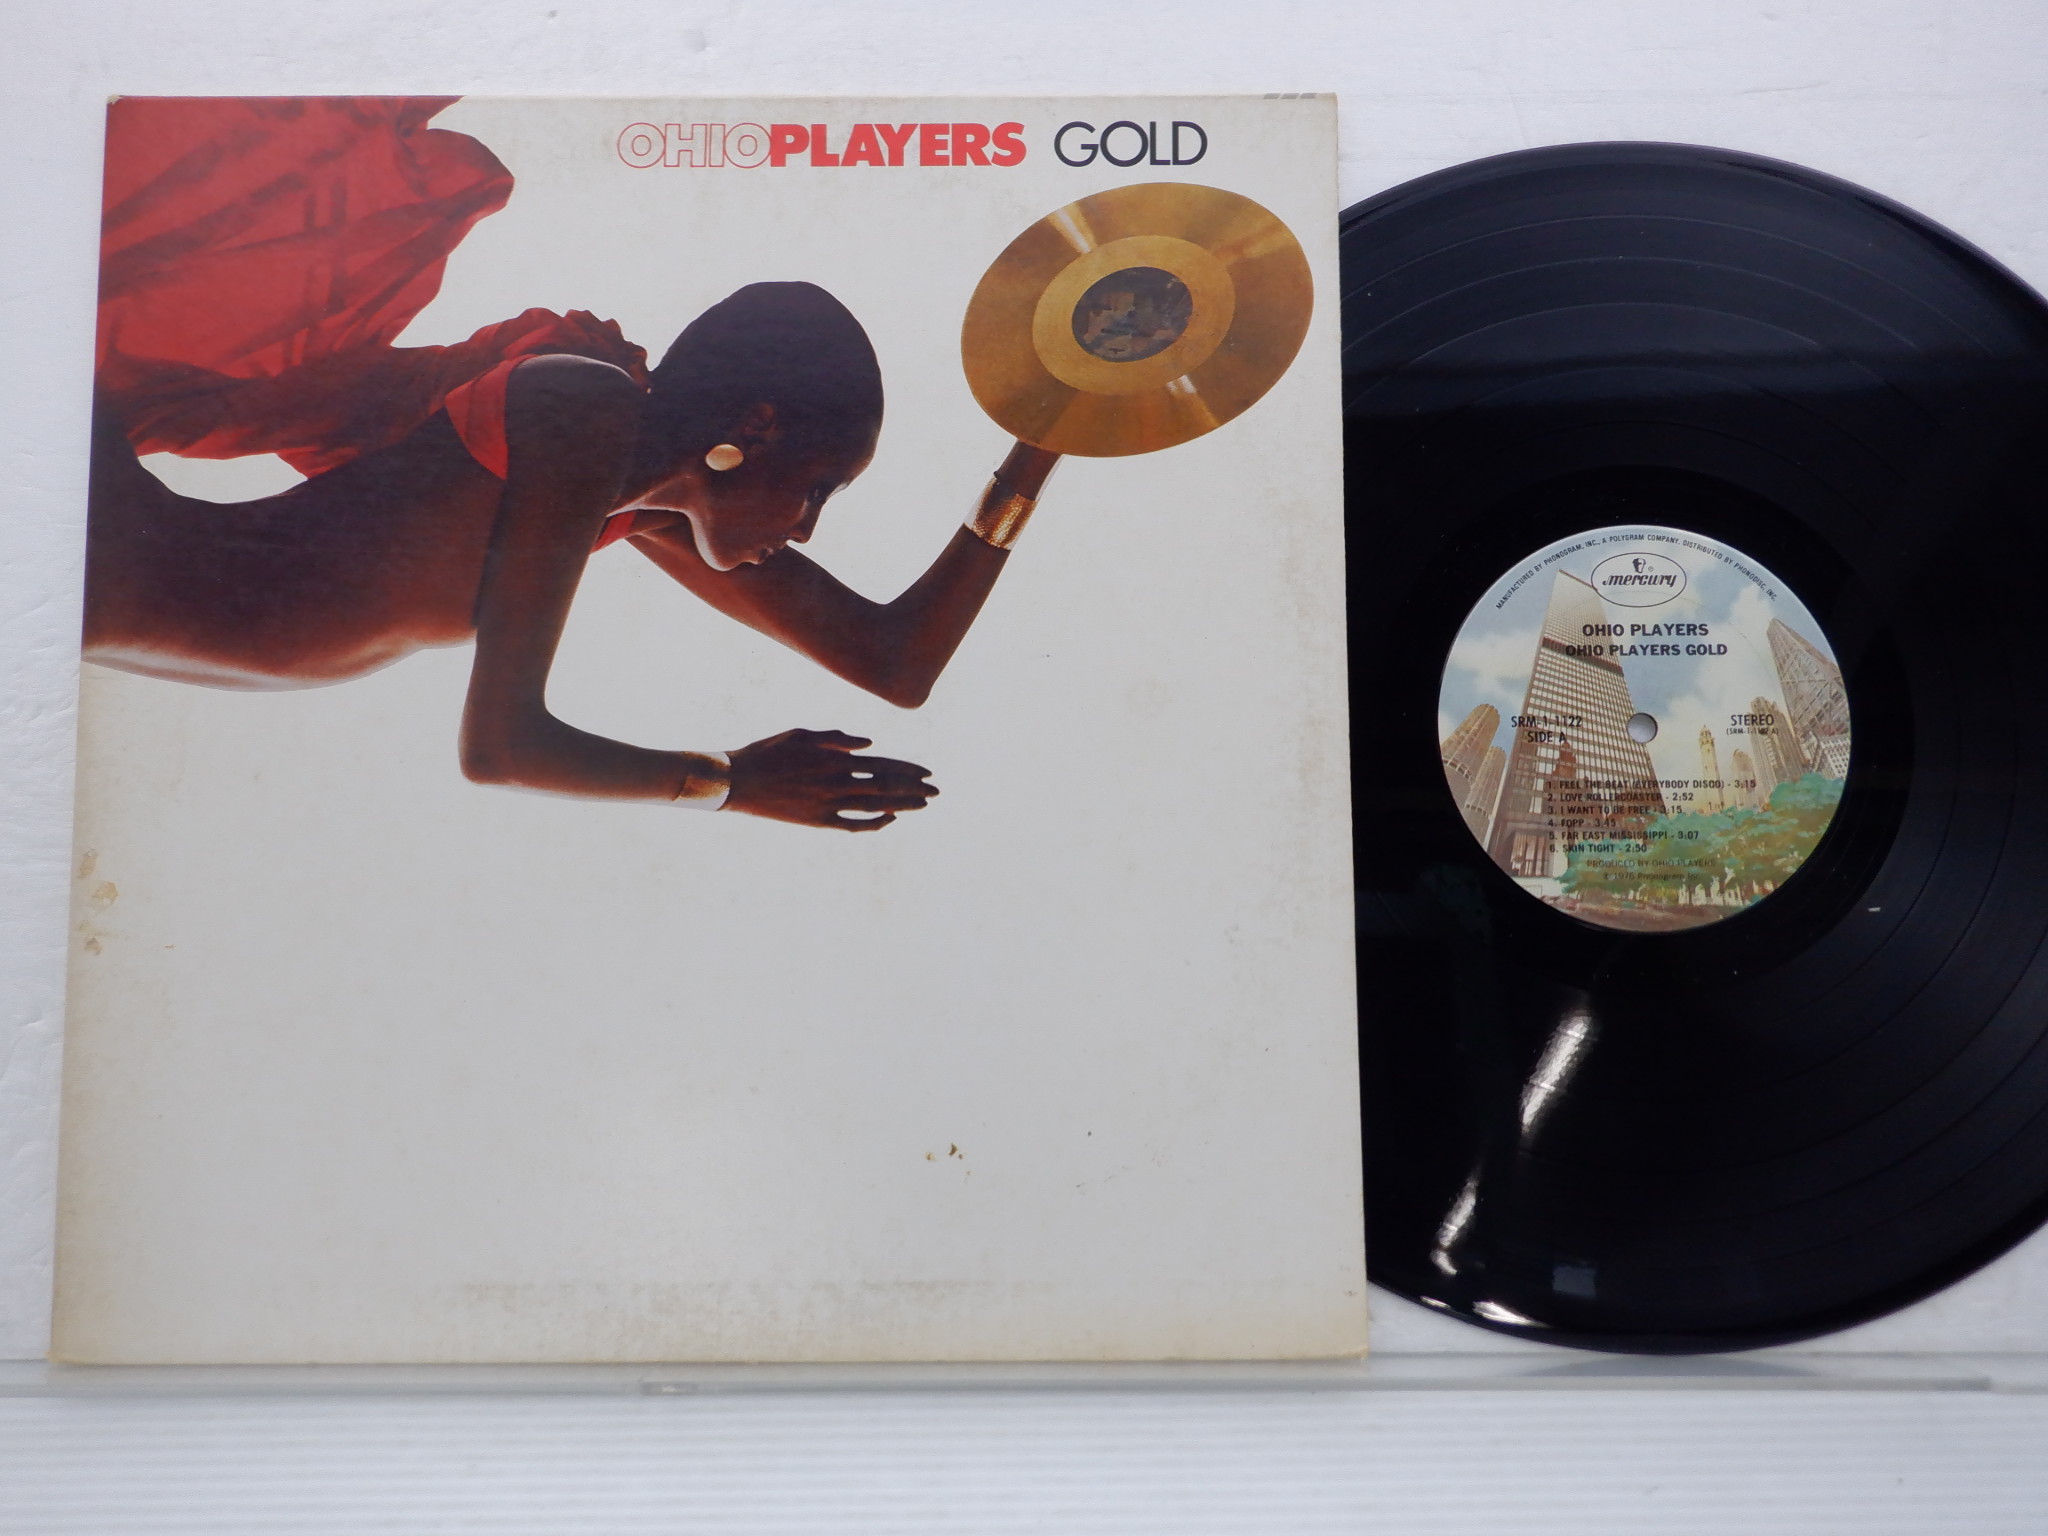 OHIOPLAYERS GOLD
MANUFACTURED BY PHONOGRAM, INC., A POLYGRAM COMPANY. DISTRIBUTED BY PHONODISC, INC.
mercury
OHIO PLAYERS
OHIO PLAYERS GOLD
SRM-1-1122
SIDE A
STEREO
1. FEEL THE BEAT (EVERYBODY DISCO) - 3:15
2. LOVE ROLLERCOASTER - 2:52
3. I WANT TO BE FREE - 3:15
4. FOPP - 3:45
5. FAR EAST MISSISSIPPI - 3:07
6. SKIN TIGHT - 2:50
PRODUCED BY OHIO PLAYERS
℗ 1976 Phonogram Inc.